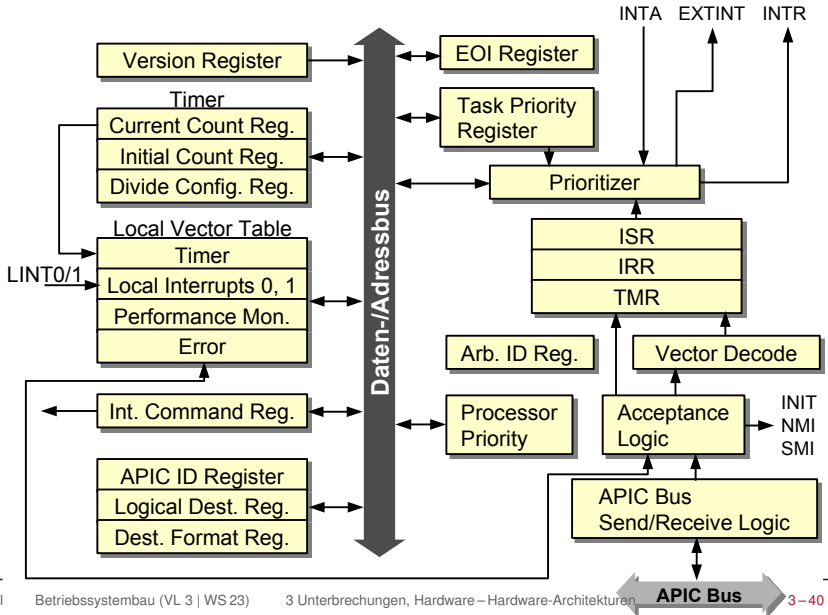 INTA EXTINT INTR
Version Register
EOI Register
Timer
Current Count Reg.
Initial Count Reg.
Divide Config. Reg.
Task Priority
Register
Prioritizer
Local Vector Table
Timer
Local Interrupts 0, 1
Performance Mon.
Error
LINT0/1
Daten-/Adressbus
ISR
IRR
TMR
Arb. ID Reg.
Vector Decode
Int. Command Reg.
Processor
Priority
Acceptance
Logic
INIT
NMI
SMI
APIC ID Register
Logical Dest. Reg.
Dest. Format Reg.
APIC Bus
Send/Receive Logic
APIC Bus
Betriebssystembau (VL 3 | WS 23) 3 Unterbrechungen, Hardware – Hardware-Architekturen 3 – 40